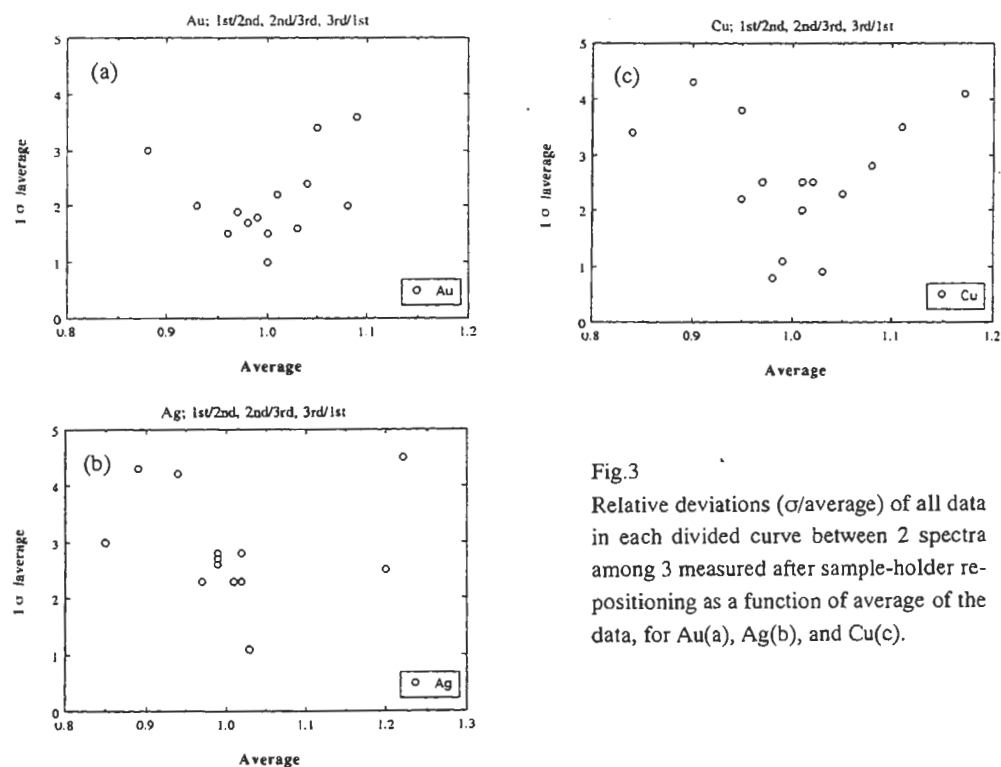 Au; 1st/2nd, 2nd/3rd, 3rd/1st
(a)
5
4
3
2
1
0
1 σ /average
0.8
0.9
1.0
1.1
1.2
Average
Au
Cu; 1st/2nd, 2nd/3rd, 3rd/1st
(c)
5
4
3
2
1
0
1 σ /average
0.8
0.9
1.0
1.1
1.2
Average
Cu
Ag; 1st/2nd, 2nd/3rd, 3rd/1st
(b)
5
4
3
2
1
0
1 σ /average
0.8
0.9
1.0
1.1
1.2
1.3
Average
Ag
Fig.3
Relative deviations (σ/average) of all data
in each divided curve between 2 spectra
among 3 measured after sample-holder re-
positioning as a function of average of the
data, for Au(a), Ag(b), and Cu(c).